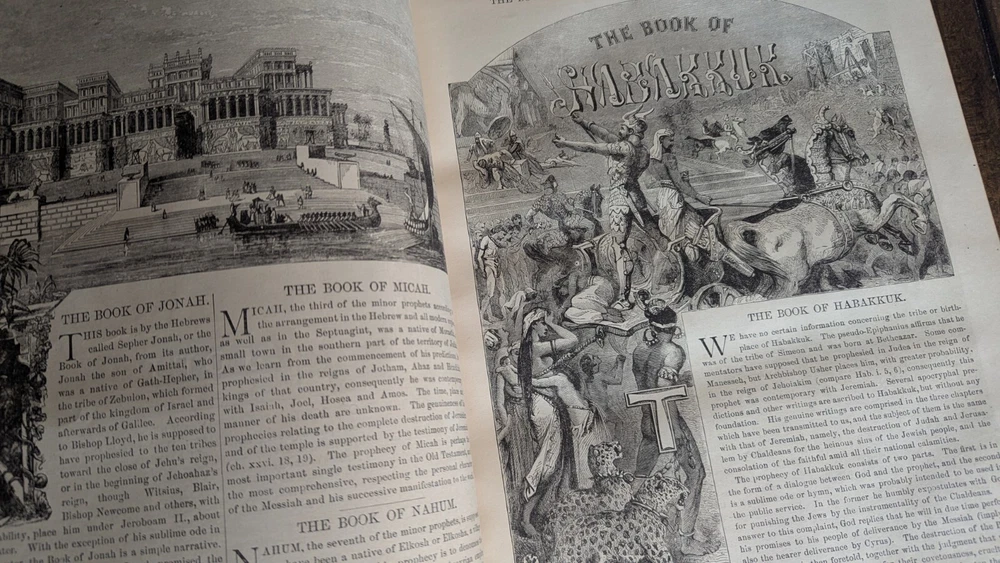 THE BOOK OF JONAH.
THIS book is by the Hebrews
called Sepher Jonah, or the
Book of Jonah, from its author,
Jonah the son of Amittai, who
was a native of Gath-Hepher, in
the tribe of Zebulon, which formed
part of the kingdom of Israel and
afterwards of Galilee. According
to Bishop Lloyd, he is supposed to
have prophesied to the ten tribes
toward the close of Jehu's reign,
or in the beginning of Jehoahaz's
reign, though Witsius, Blair,
Bishop Newcome and others, with
place him under Jeroboam II., about
With the exception of his sublime ode in
the Book of Jonah is a simple narrative.
THE BOOK OF MICAH.
MICAH, the third of the minor prophets
the arrangement in the Hebrew and all modern
as well as in the Septuagint, was a native of
small town in the southern part of the territory of
As we learn from the commencement of his
prophesied in the reigns of Jotham, Ahaz and
kings of that country, consequently he was
with Isaiah, Joel, Hosea and Amos. The time,
manner of his death are unknown. The
prophecies relating to the complete destruction of
and of the temple is supported by the testimony of
(ch. xxvi. 18, 19). The prophecy of Micah is
most important single testimony in the Old
the most comprehensive, respecting the personal
of the Messiah and his successive
THE BOOK OF NAHUM.
NAHUM, the seventh of the minor prophets, is
have been a native of Elkosh or
prophecy is
THE BOOK OF
HABAKKUK
THE BOOK OF HABAKKUK.
WE have no certain information concerning the tribe or birth-
place of Habakkuk. The pseudo-Epiphanius affirms that he
was of the tribe of Simeon and was born at Bethcazar. Some com-
mentators have supposed that he prophesied in Judea in the reign of
Manasseh, but Archbishop Usher places him, with greater probability,
in the reign of Jehoiakim (compare Hab. i. 5, 6), consequently this
prophet was contemporary with Jeremiah. Several apocryphal pre-
dictions and other writings are ascribed to Habakkuk, but without any
foundation. His genuine writings are comprised in the three chapters
which have been transmitted to us, and the subject of them is the same
with that of Jeremiah, namely, the destruction of Judah and Jerusa-
lem by Chaldeans for the heinous sins of the Jewish people, and the
consolation of the faithful amid all their national calamities.
The prophecy of Habakkuk consists of two parts. The first is in
the form of a dialogue between God and the prophet, and the second
is a sublime ode or hymn, which was probably intended to be used in
the public service. In the former he humbly expostulates with God
for punishing the Jews by the instrumentality of the Chaldeans. In
answer to this complaint, God replies that he will in due time perform
his promises to his people of deliverance by the Messiah (implying
also the nearer deliverance by Cyrus). The destruction of the
then foretold, together with the judgment that
for their covetousness,
T